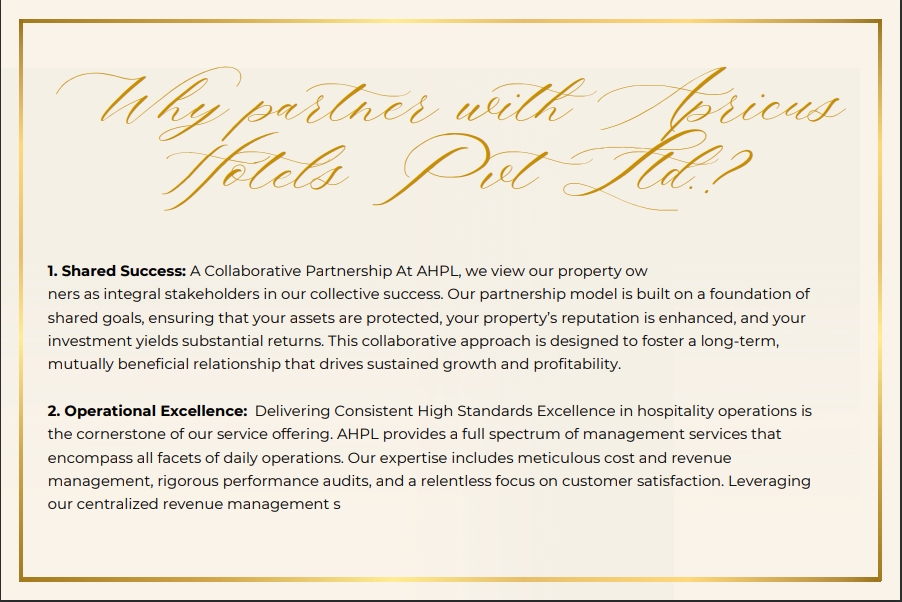 Why partner with Apricus
Hotels Pvt Ltd.?
1. Shared Success: A Collaborative Partnership At AHPL, we view our property ow
ners as integral stakeholders in our collective success. Our partnership model is built on a foundation of
shared goals, ensuring that your assets are protected, your property’s reputation is enhanced, and your
investment yields substantial returns. This collaborative approach is designed to foster a long-term,
mutually beneficial relationship that drives sustained growth and profitability.
2. Operational Excellence: Delivering Consistent High Standards Excellence in hospitality operations is
the cornerstone of our service offering. AHPL provides a full spectrum of management services that
encompass all facets of daily operations. Our expertise includes meticulous cost and revenue
management, rigorous performance audits, and a relentless focus on customer satisfaction. Leveraging
our centralized revenue management s